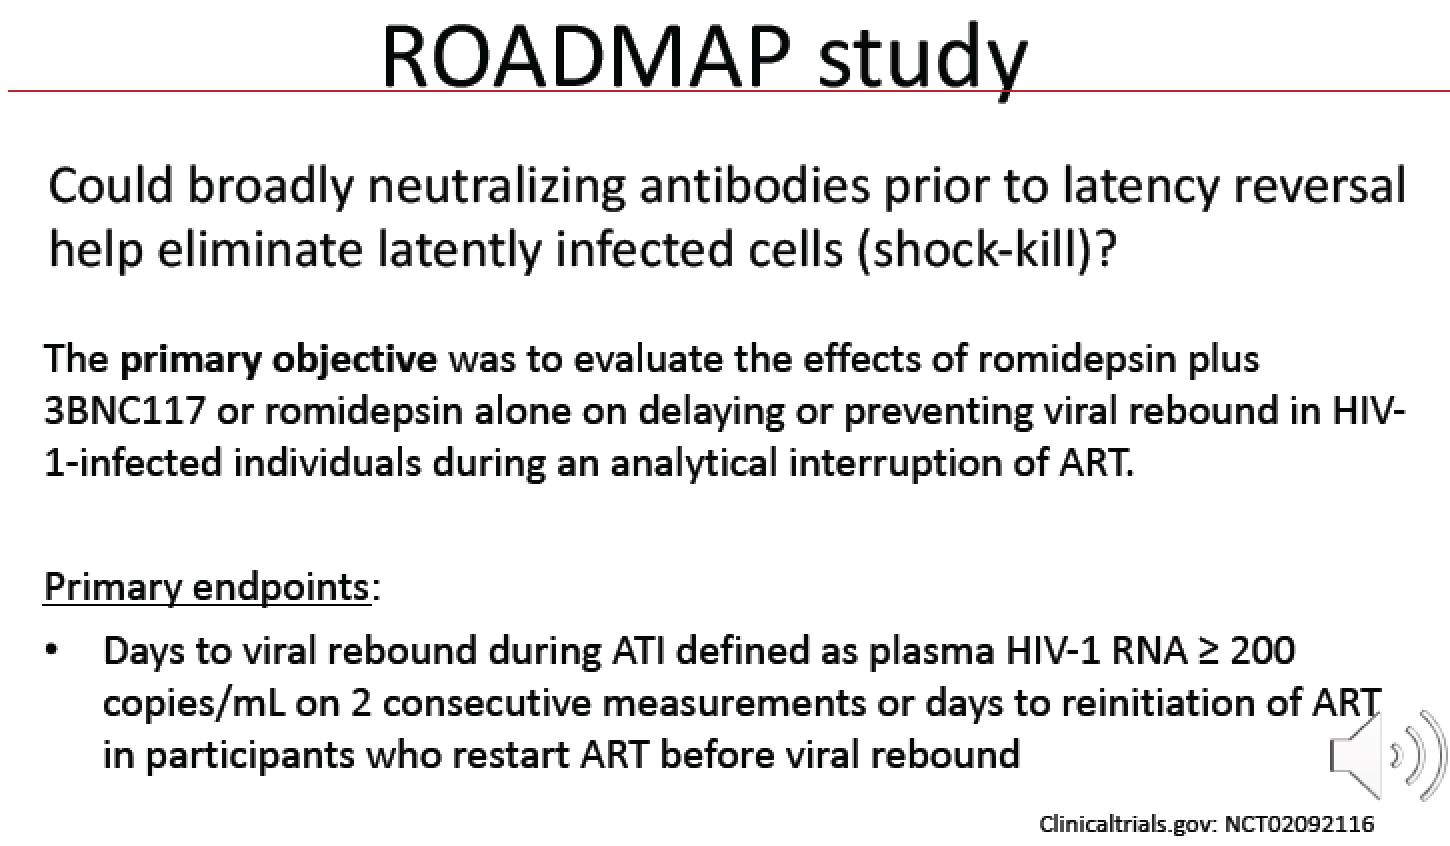 ROADMAP study
Could broadly neutralizing antibodies prior to latency reversal
help eliminate latently infected cells (shock-kill)?
The primary objective was to evaluate the effects of romidepsin plus
3BNC117 or romidepsin alone on delaying or preventing viral rebound in HIV-
1-infected individuals during an analytical interruption of ART.
Primary endpoints:
• Days to viral rebound during ATI defined as plasma HIV-1 RNA ≥ 200
copies/mL on 2 consecutive measurements or days to reinitiation of ART
in participants who restart ART before viral rebound
Clinicaltrials.gov: NCT02092116